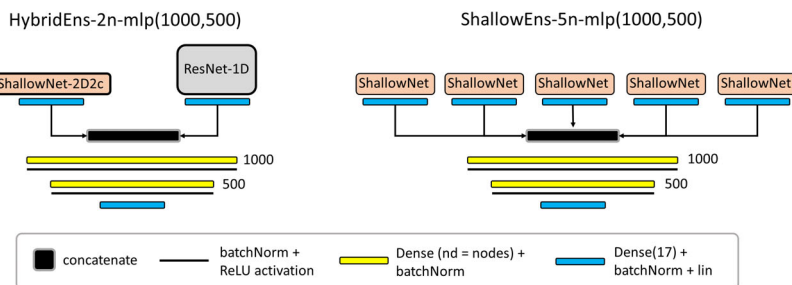 HybridEns-2n-mlp(1000,500)
ShallowEns-5n-mlp(1000,500)
ShallowNet-2D2c
ResNet-1D
ShallowNet
ShallowNet
ShallowNet
ShallowNet
ShallowNet
1000
500
1000
500
concatenate
batchNorm +
ReLU activation
Dense (nd = nodes) +
batchNorm
Dense(17) +
batchNorm + lin